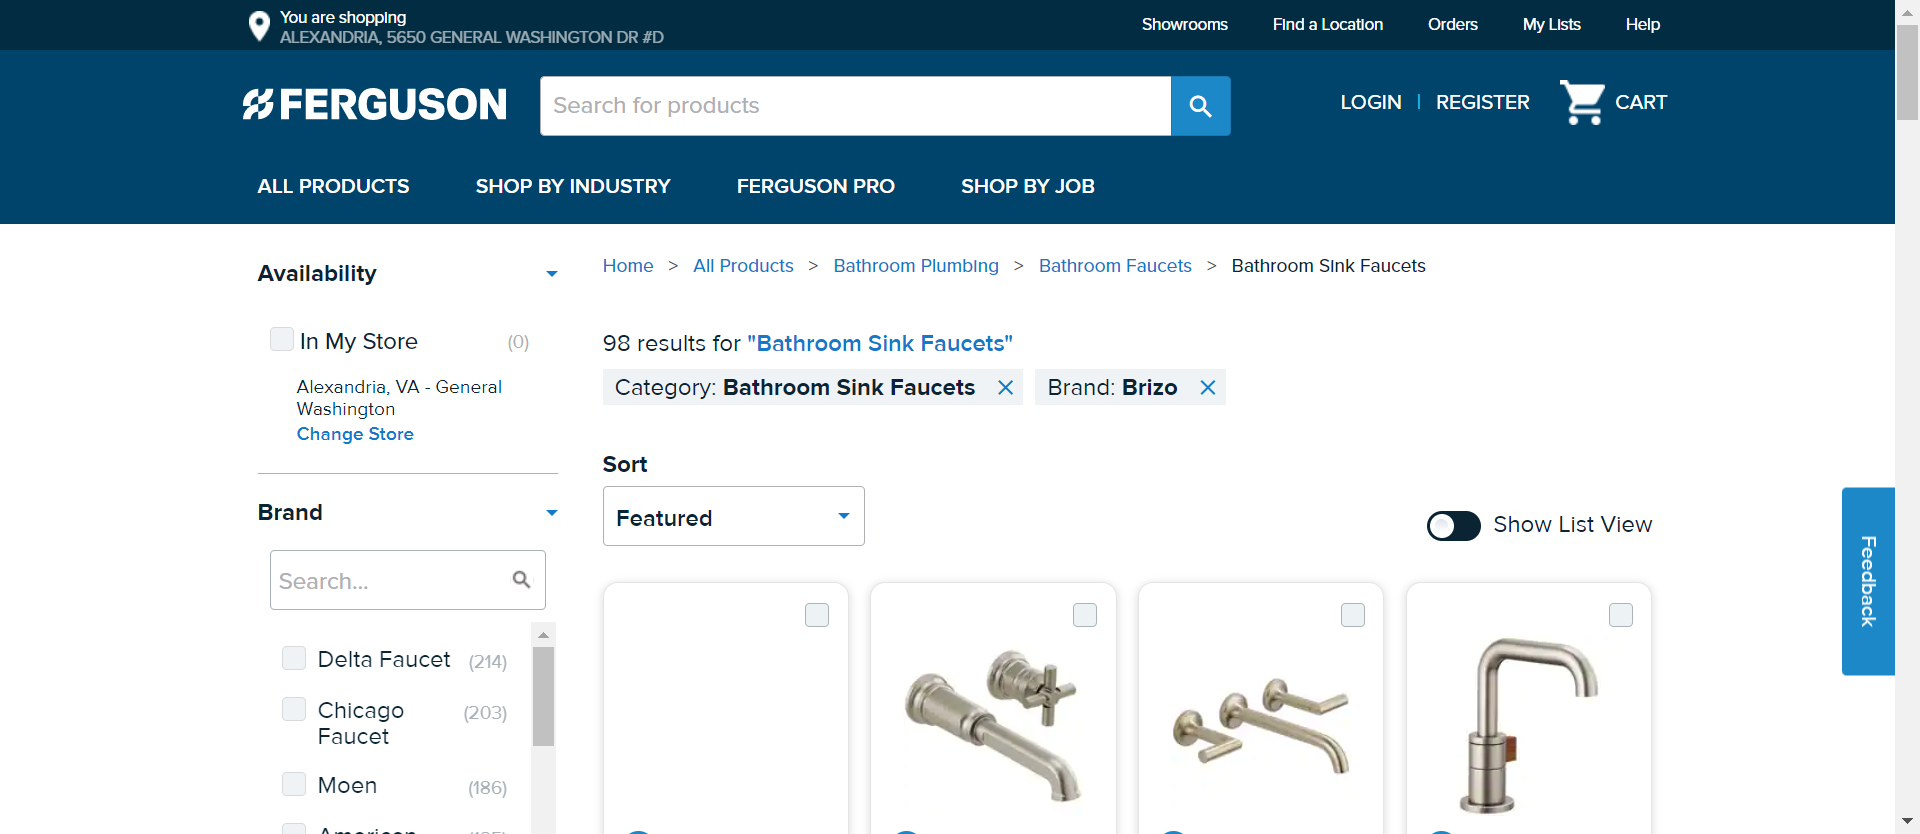 You are shopping
ALEXANDRIA, 5650 GENERAL WASHINGTON DR #D
Showrooms
Find a Location
Orders
My Lists
Help
FERGUSON
Search for products
LOGIN
REGISTER
CART
ALL PRODUCTS
SHOP BY INDUSTRY
FERGUSON PRO
SHOP BY JOB
Availability
In My Store (0)
Alexandria, VA - General
Washington
Change Store
Brand
Search...
Delta Faucet (214)
Chicago (203)
Faucet
Moen (186)
American
Home > All Products > Bathroom Plumbing > Bathroom Faucets > Bathroom Sink Faucets
98 results for "Bathroom Sink Faucets"
Category: Bathroom Sink Faucets
Brand: Brizo
Sort
Featured
Show List View
Feedback